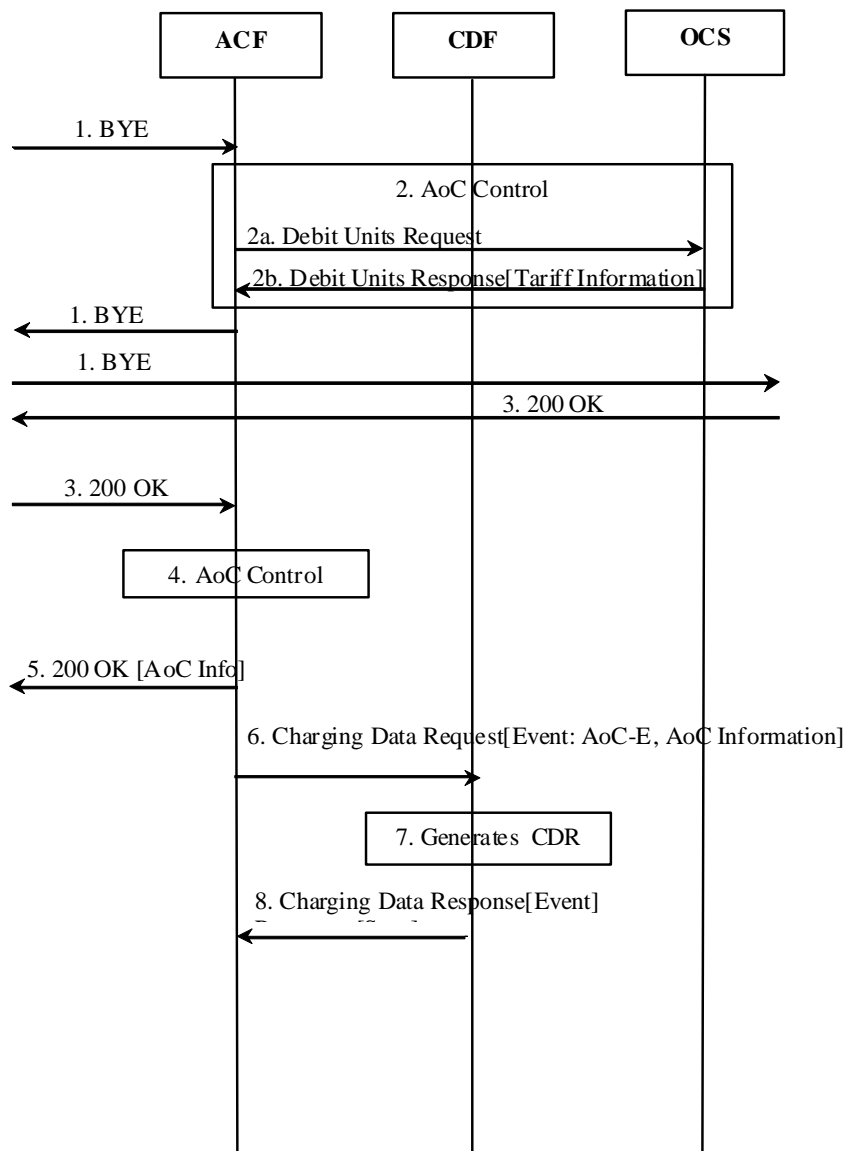 ACF
CDF
OCS
1. BYE
2. AoC Control
2a. Debit Units Request
2b. Debit Units Response[Tariff Information]
1. BYE
1. BYE
3. 200 OK
3. 200 OK
4. AoC Control
5. 200 OK [AoC Info]
6. Charging Data Request[Event: AoC-E, AoC Information]
7. Generates CDR
8. Charging Data Response[Event]